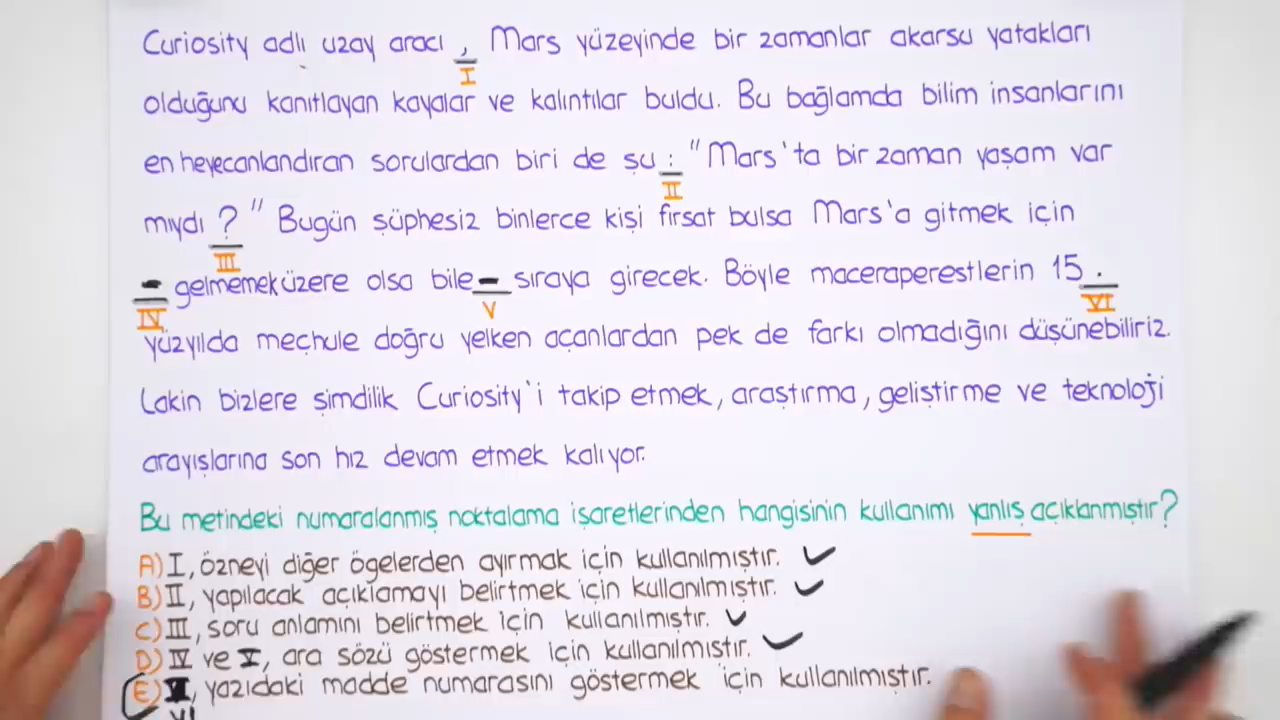 Curiosity adlı uzay aracı , Mars yüzeyinde bir zamanlar akarsu yatakları
I
olduğunu kanıtlayan kayalar ve kalıntılar buldu. Bu bağlamda bilim insanlarını
en heyecanlandıran sorulardan biri de şu : "Mars'ta bir zaman yaşam var
II
mıydı ? " Bugün şüphesiz binlerce kişi fırsat bulsa Mars'a gitmek için
III
- gelmemek üzere olsa bile - sıraya girecek. Böyle maceraperestlerin 15 .
IV V VI
yüzyılda meçhule doğru yelken açanlardan pek de farkı olmadığını düşünebiliriz.
Lakin bizlere şimdilik Curiosity'i takip etmek, araştırma, geliştirme ve teknoloji
arayışlarına son hız devam etmek kalıyor.
Bu metindeki numaralanmış noktalama işaretlerinden hangisinin kullanımı yanlış açıklanmıştır?
A) I, özneyi diğer ögelerden ayırmak için kullanılmıştır.
B) II, yapılacak açıklamayı belirtmek için kullanılmıştır.
C) III, soru anlamını belirtmek için kullanılmıştır.
D) IV ve V, ara sözü göstermek için kullanılmıştır.
E) VI, yazıdaki madde numarasını göstermek için kullanılmıştır.
VI